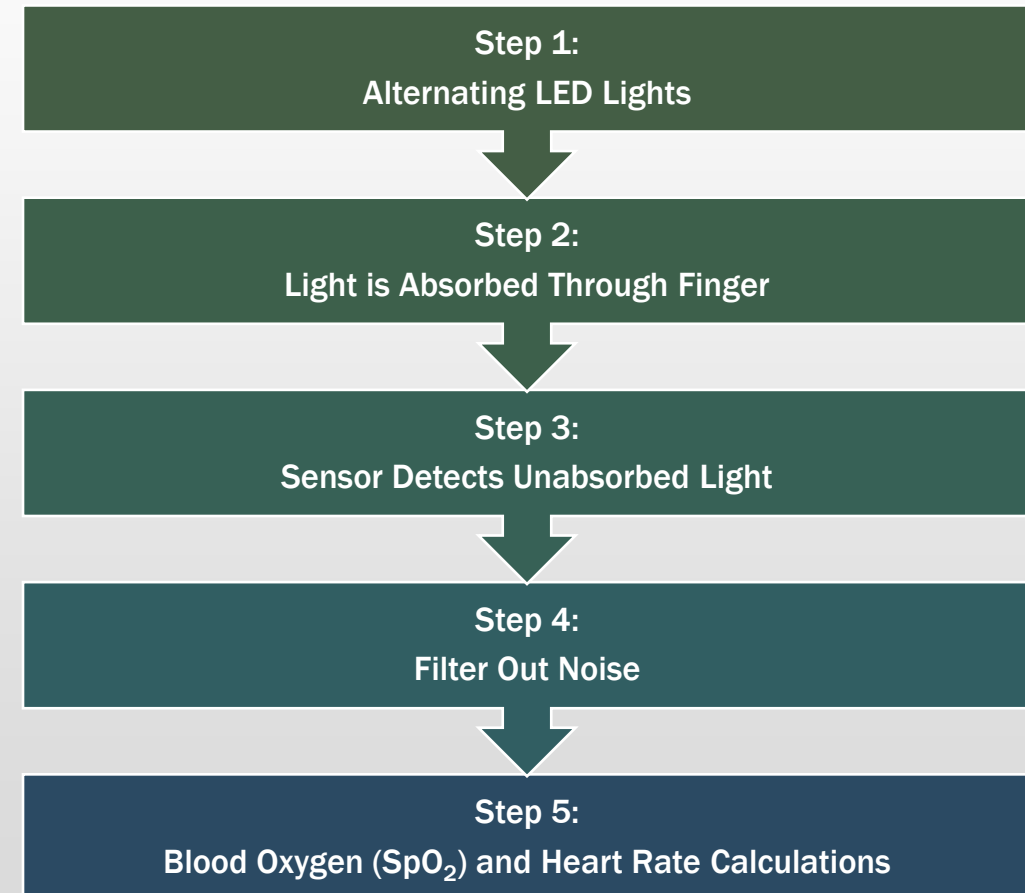 Step 1:
Alternating LED Lights
Step 2:
Light is Absorbed Through Finger
Step 3:
Sensor Detects Unabsorbed Light
Step 4:
Filter Out Noise
Step 5:
Blood Oxygen (SpO₂) and Heart Rate Calculations